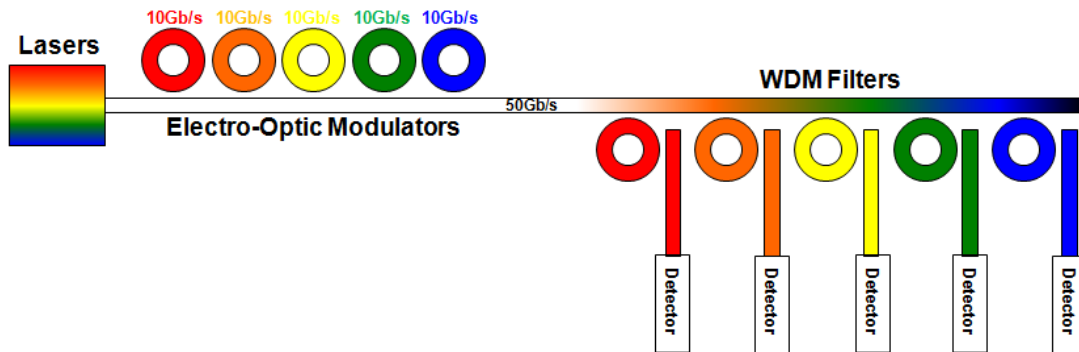 10Gb/s 10Gb/s 10Gb/s 10Gb/s 10Gb/s
Lasers
WDM Filters
50Gb/s
Electro-Optic Modulators
Detector
Detector
Detector
Detector
Detector